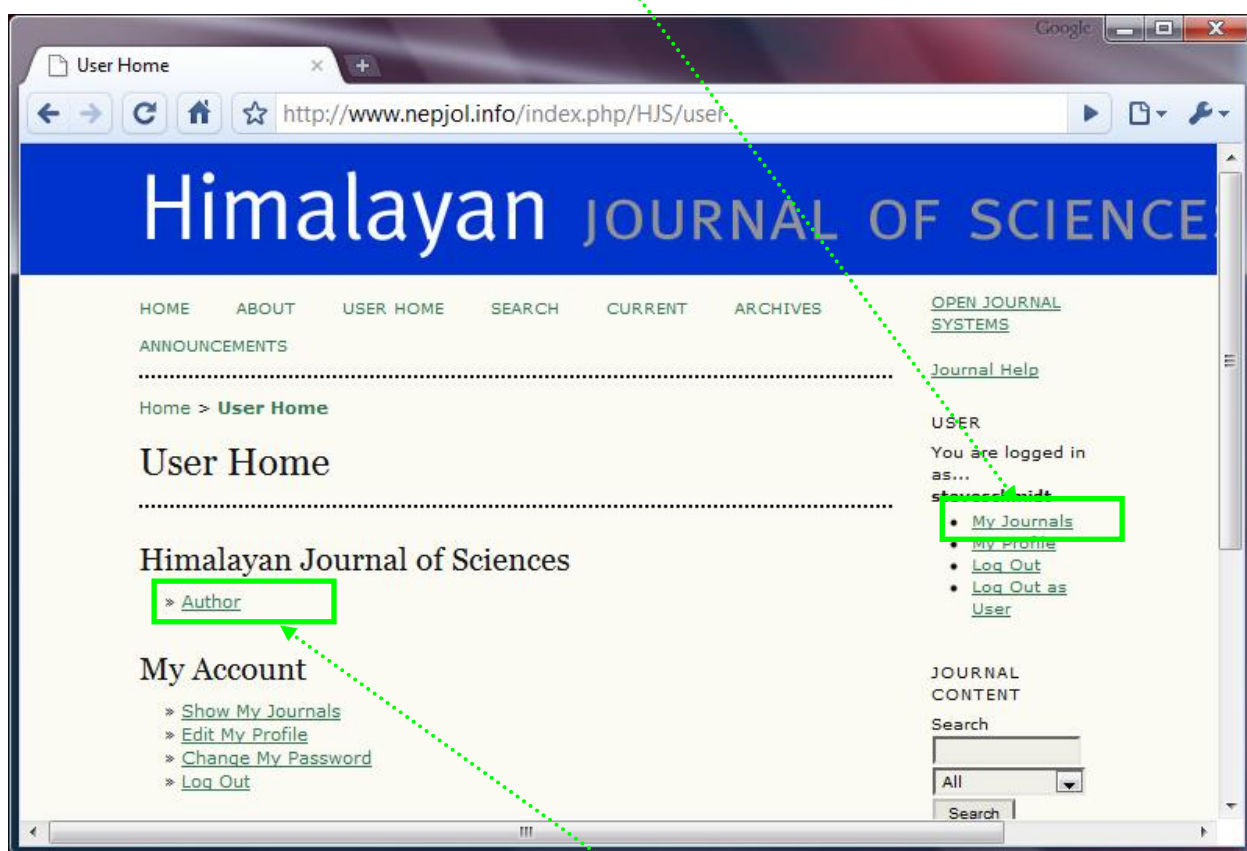 Google
User Home
http://www.nepjol.info/index.php/HJS/user
Himalayan JOURNAL OF SCIENCES
HOME ABOUT USER HOME SEARCH CURRENT ARCHIVES
ANNOUNCEMENTS
Home > User Home
User Home
Himalayan Journal of Sciences
» Author
My Account
» Show My Journals
» Edit My Profile
» Change My Password
» Log Out
OPEN JOURNAL
SYSTEMS
Journal Help
USER
You are logged in
as...
steveschmidt
• My Journals
• My Profile
• Log Out
• Log Out as
User
JOURNAL
CONTENT
Search
All
Search